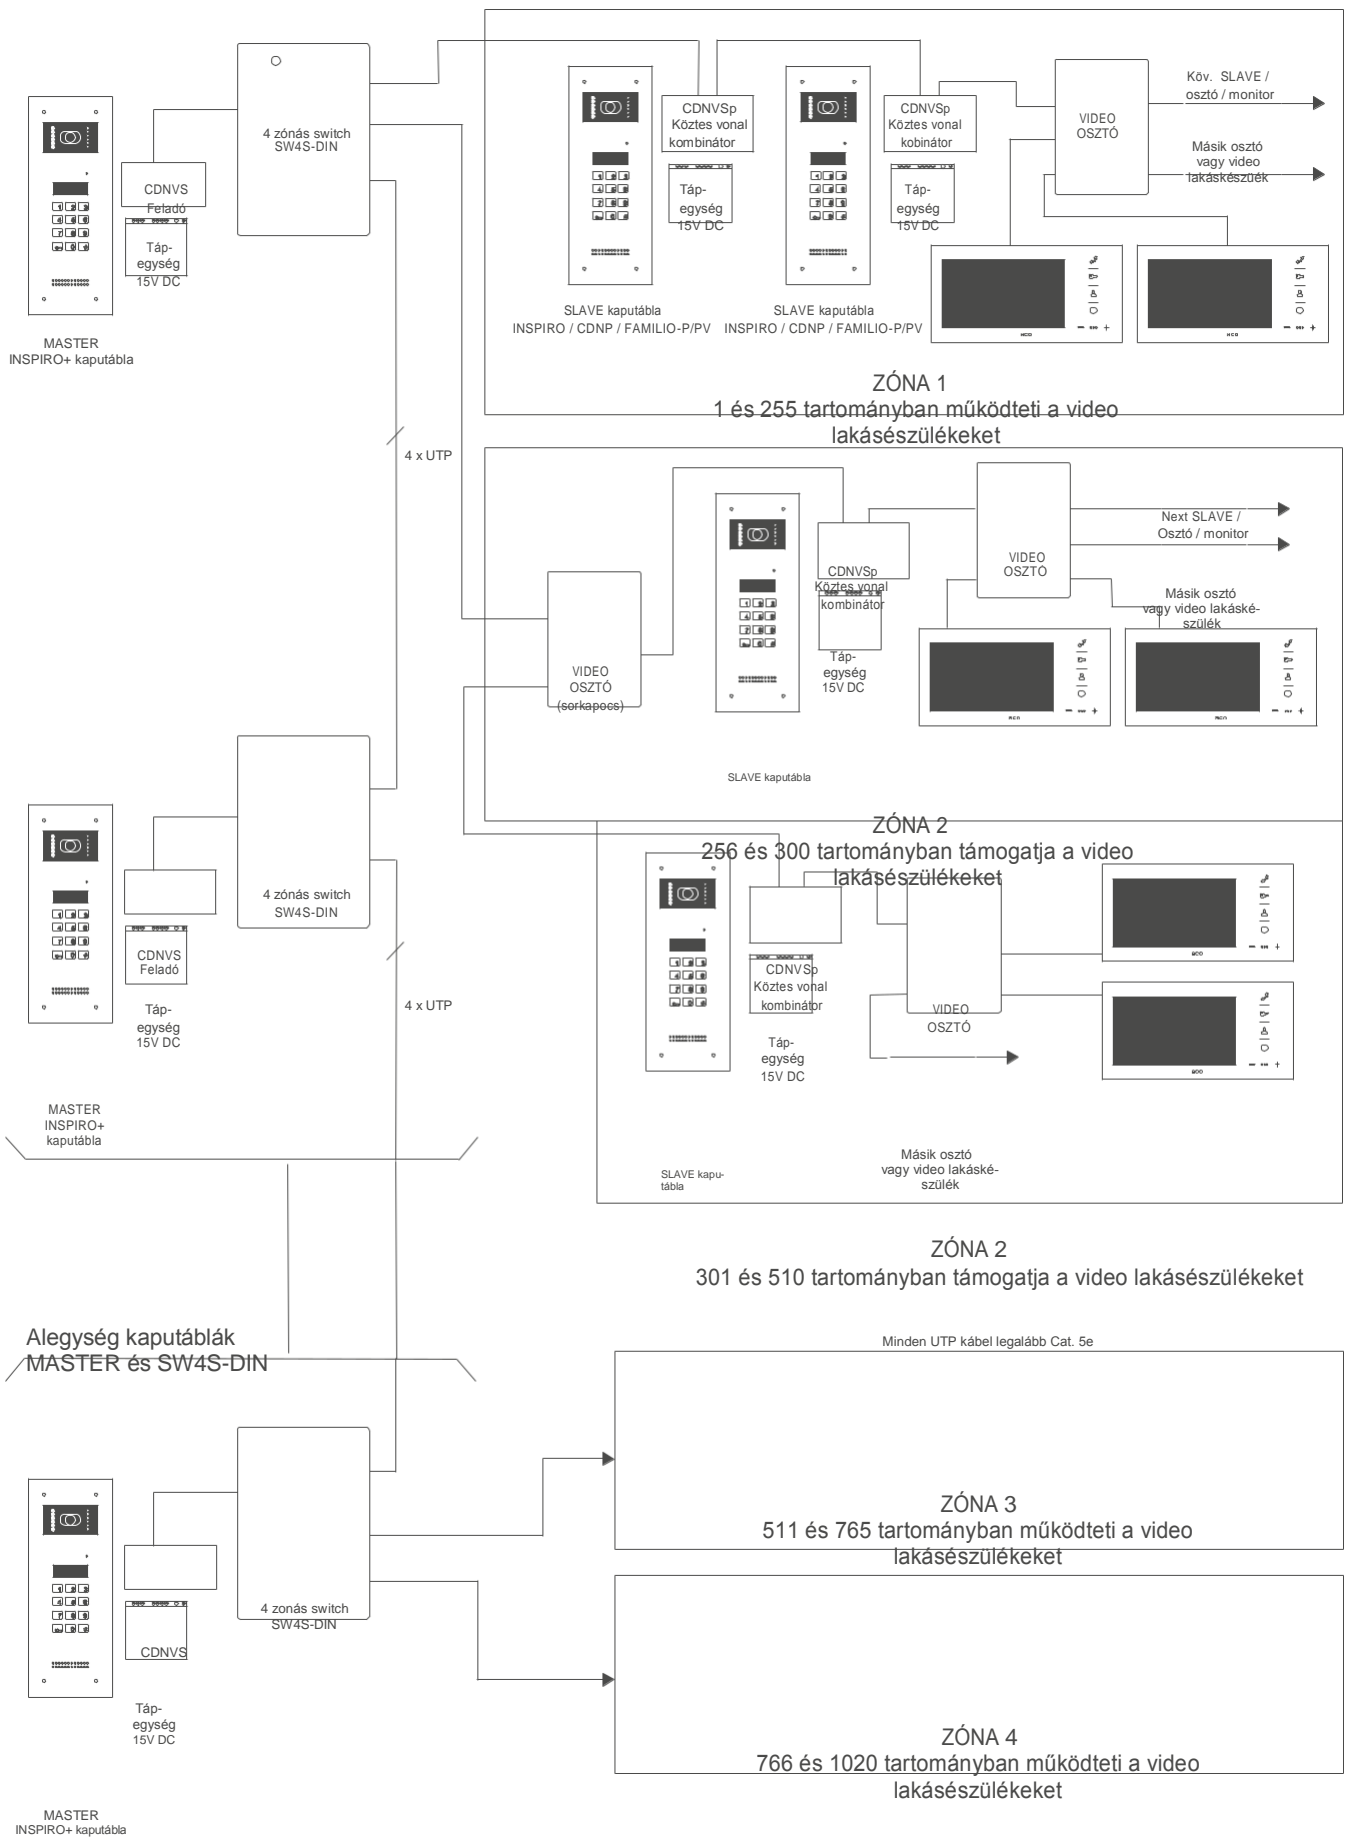 4 zónás switch
SW4S-DIN
CDNVS
Feladó
Táp-
egység
15V DC
MASTER
INSPIRO+ kaputábla
CDNVSp
Köztes vonal
kombinátor
Táp-
egység
15V DC
SLAVE kaputábla
INSPIRO / CDNP / FAMILIO-P/PV
CDNVSp
Köztes vonal
kobinátor
Táp-
egység
15V DC
SLAVE kaputábla
INSPIRO / CDNP / FAMILIO-P/PV
VIDEO
OSZTÓ
Köv. SLAVE /
osztó / monitor
Másik osztó
vagy video
lakáskészüék
ZÓNA 1
1 és 255 tartományban működteti a video
lakásészülékeket
4 x UTP
VIDEO
OSZTÓ
(sorkapocs)
CDNVSp
Köztes vonal
kombinátor
Táp-
egység
15V DC
SLAVE kaputábla
VIDEO
OSZTÓ
Next SLAVE /
Osztó / monitor
Másik osztó
vagy video lakáské-
szülék
ZÓNA 2
256 és 300 tartományban támogatja a video
lakásészülékeket
4 zónás switch
SW4S-DIN
CDNVS
Feladó
Táp-
egység
15V DC
MASTER
INSPIRO+
kaputábla
4 x UTP
CDNVSp
Köztes vonal
kombinátor
Táp-
egység
15V DC
SLAVE kapu-
tábla
VIDEO
OSZTÓ
Másik osztó
vagy video lakáské-
szülék
ZÓNA 2
301 és 510 tartományban támogatja a video lakásészülékeket
Alegység kaputáblák
MASTER és SW4S-DIN
Minden UTP kábel legalább Cat. 5e
4 zonás switch
SW4S-DIN
CDNVS
Táp-
egység
15V DC
MASTER
INSPIRO+ kaputábla
ZÓNA 3
511 és 765 tartományban működteti a video
lakásészülékeket
ZÓNA 4
766 és 1020 tartományban működteti a video
lakásészülékeket